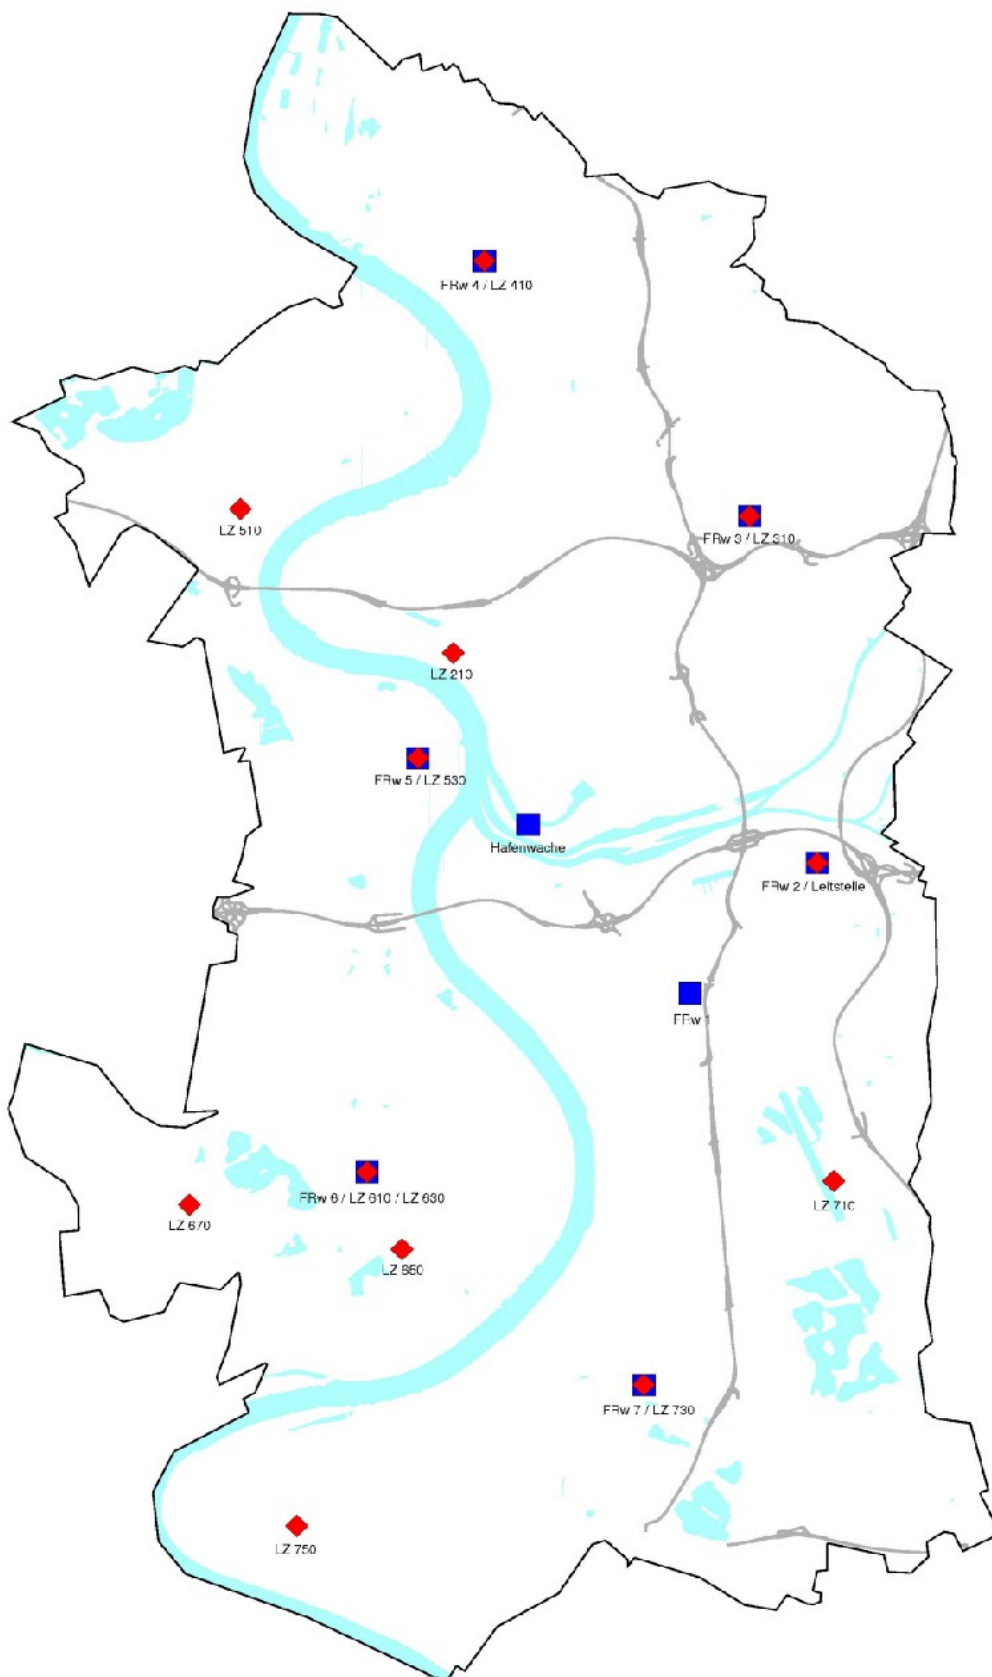 FRw 4 / LZ 410
LZ 510
FRw 3 / LZ 310
LZ 210
FRw 5 / LZ 530
Hafenwache
FRw 2 / Leitstelle
FRw 1
FRw 6 / LZ 610 / LZ 630
LZ 710
LZ 670
LZ 650
FRw 7 / LZ 730
LZ 750